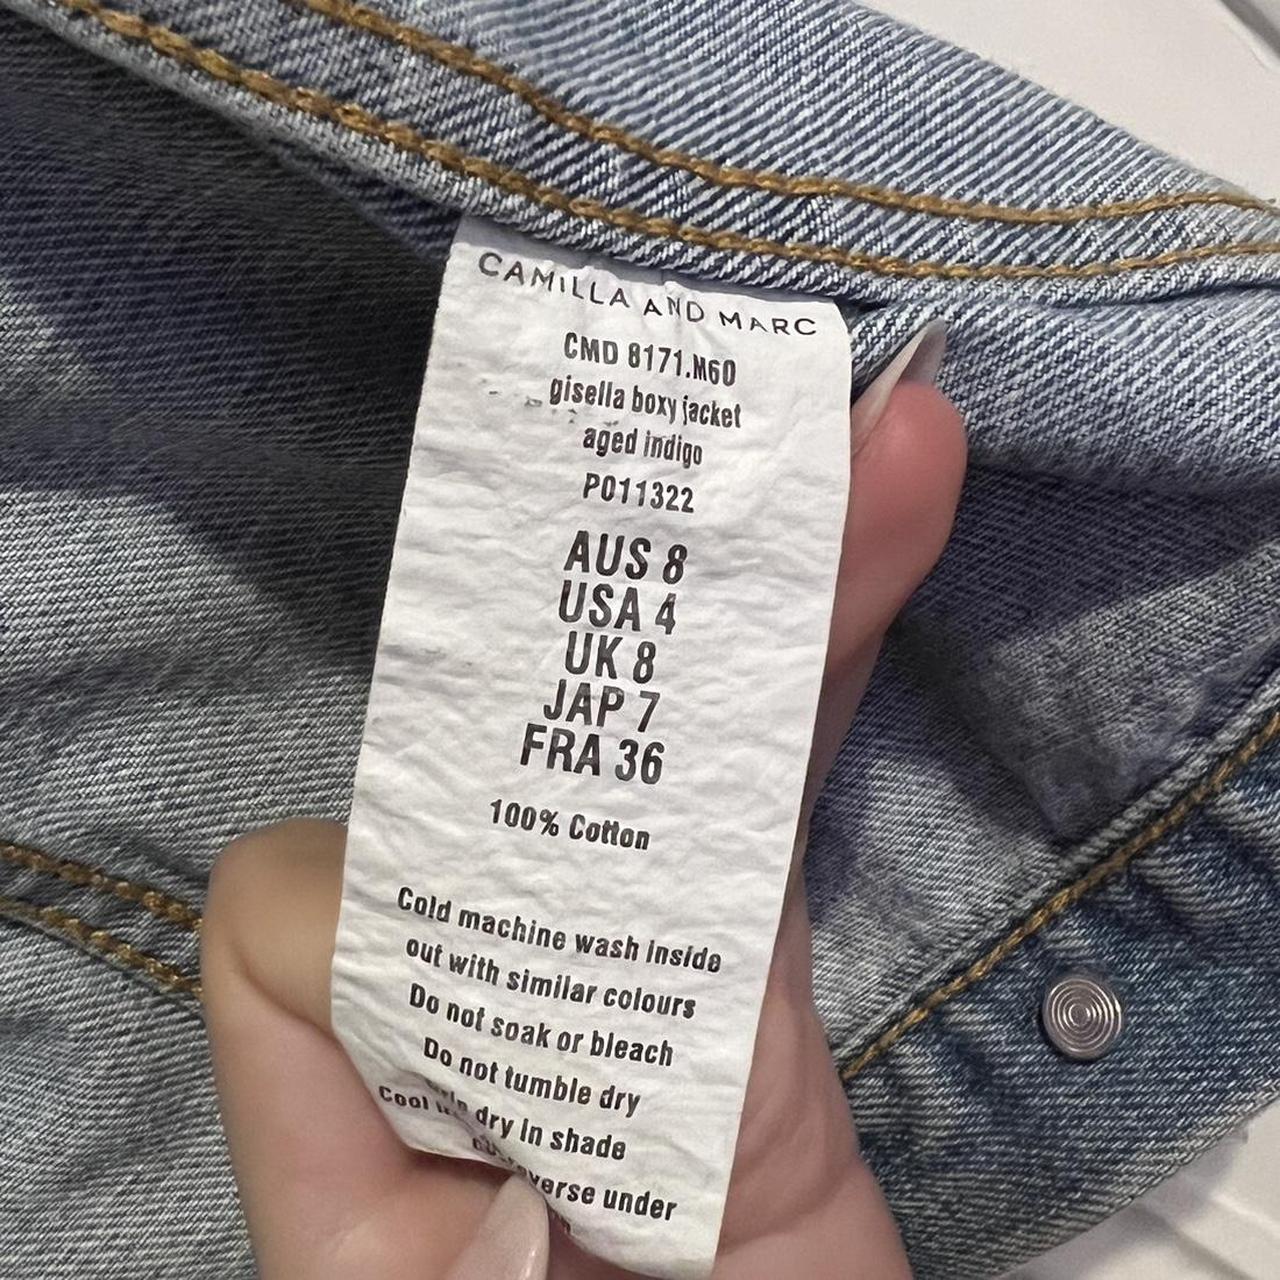 CAMILLA AND MARC
CMD 8171.M60
gisella boxy jacket
aged indigo
P011322
AUS 8
USA 4
UK 8
JAP 7
FRA 36
100% Cotton
Cold machine wash inside
out with similar colours
Do not soak or bleach
Do not tumble dry
dry in shade
Cool
reverse under